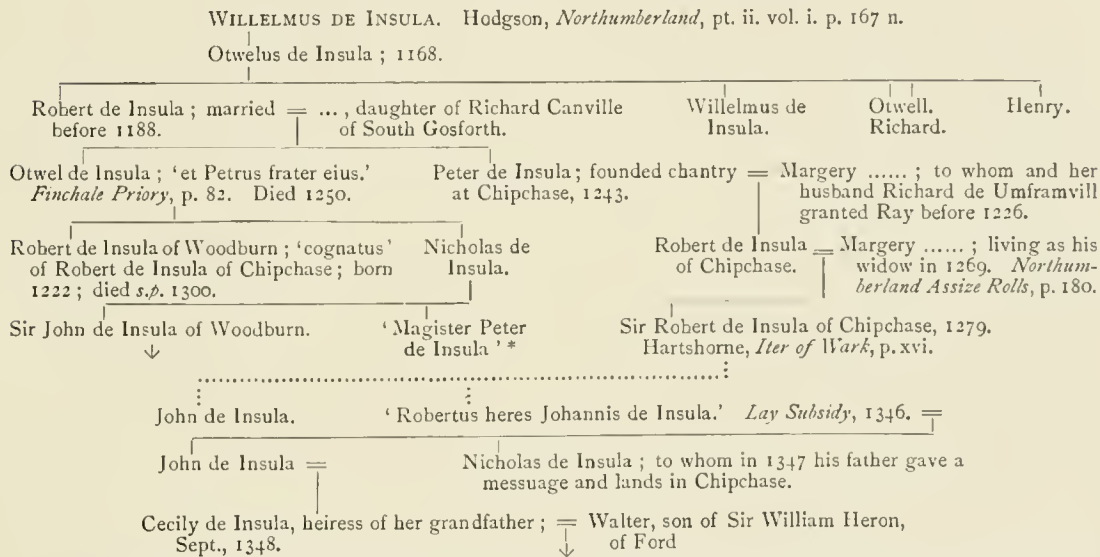 WILLELMUS DE INSULA. Hodgson, Northumberland, pt. ii. vol. i. p. 167 n.
Otwelus de Insula ; 1168.
Robert de Insula ; married = ... , daughter of Richard Canville
before 1188. of South Gosforth.
Willelmus de
Insula.
Otwell.
Richard.
Henry.
Otwel de Insula ; 'et Petrus frater eius.'
Finchale Priory, p. 82. Died 1250.
Peter de Insula ; founded chantry = Margery ...... ; to whom and her
at Chipchase, 1243. husband Richard de Umframvill
granted Ray before 1226.
Robert de Insula of Woodburn ; 'cognatus'
of Robert de Insula of Chipchase ; born
1222 ; died s.p. 1300.
Nicholas de
Insula.
Robert de Insula = Margery ...... ; living as his
of Chipchase. widow in 1269. Northum-
berland Assize Rolls, p. 180.
Sir John de Insula of Woodburn.
'Magister Peter
de Insula' *
Sir Robert de Insula of Chipchase, 1279.
Hartshorne, Iter of Wark, p. xvi.
John de Insula.
'Robertus heres Johannis de Insula.' Lay Subsidy, 1346. =
John de Insula =
Nicholas de Insula ; to whom in 1347 his father gave a
messuage and lands in Chipchase.
Cecily de Insula, heiress of her grandfather ; = Walter, son of Sir William Heron,
Sept., 1348. of Ford